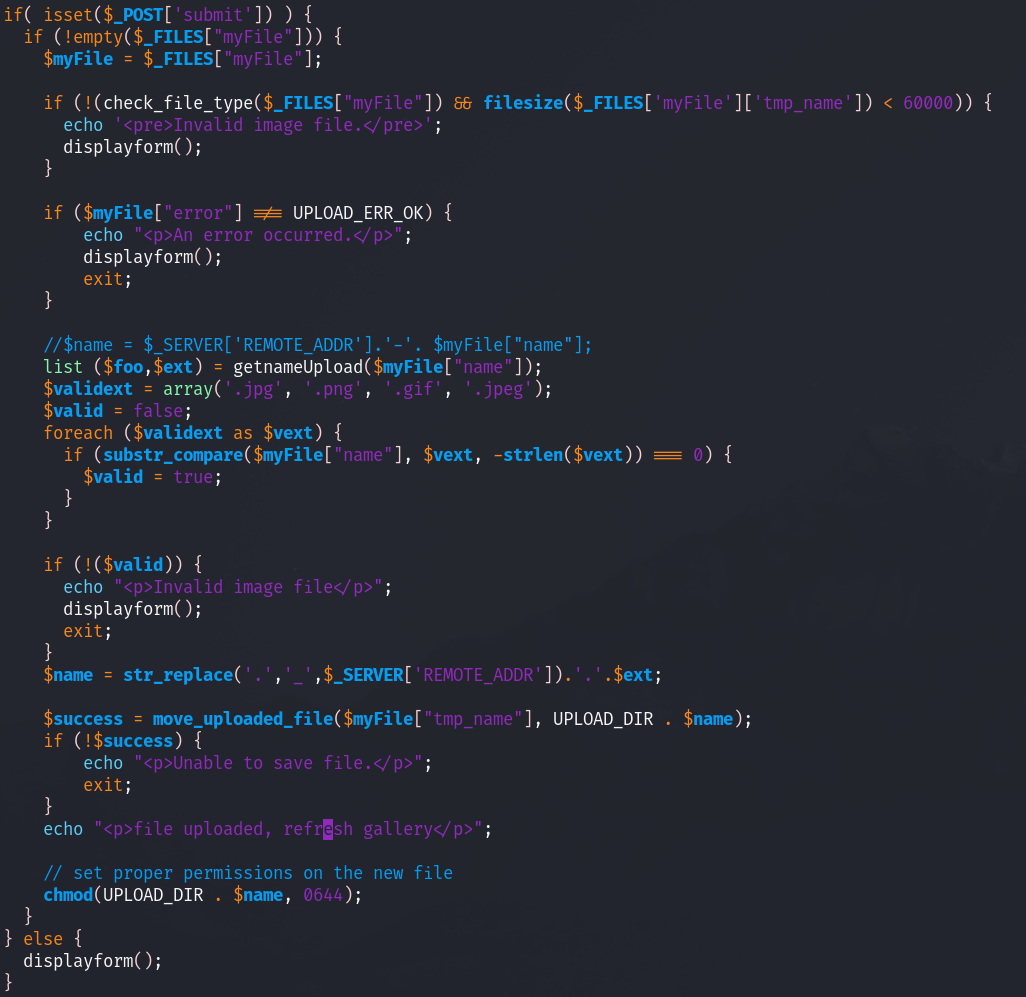 if( isset($_POST['submit']) ) {
  if (!empty($_FILES["myFile"])) {
    $myFile = $_FILES["myFile"];

    if (!(check_file_type($_FILES["myFile"]) && filesize($_FILES['myFile']['tmp_name']) < 60000)) {
      echo '<pre>Invalid image file.</pre>';
      displayform();
    }

    if ($myFile["error"] !== UPLOAD_ERR_OK) {
        echo "<p>An error occurred.</p>";
        displayform();
        exit;
    }

    //$name = $_SERVER['REMOTE_ADDR'].'-'. $myFile["name"];
    list ($foo,$ext) = getnameUpload($myFile["name"]);
    $validext = array('.jpg', '.png', '.gif', '.jpeg');
    $valid = false;
    foreach ($validext as $vext) {
      if (substr_compare($myFile["name"], $vext, -strlen($vext)) === 0) {
        $valid = true;
      }
    }

    if (!($valid)) {
      echo "<p>Invalid image file</p>";
      displayform();
      exit;
    }
    $name = str_replace('.','_',$_SERVER['REMOTE_ADDR']).'.'.$ext;

    $success = move_uploaded_file($myFile["tmp_name"], UPLOAD_DIR . $name);
    if (!$success) {
        echo "<p>Unable to save file.</p>";
        exit;
    }
    echo "<p>file uploaded, refresh gallery</p>";

    // set proper permissions on the new file
    chmod(UPLOAD_DIR . $name, 0644);
  }
} else {
  displayform();
}